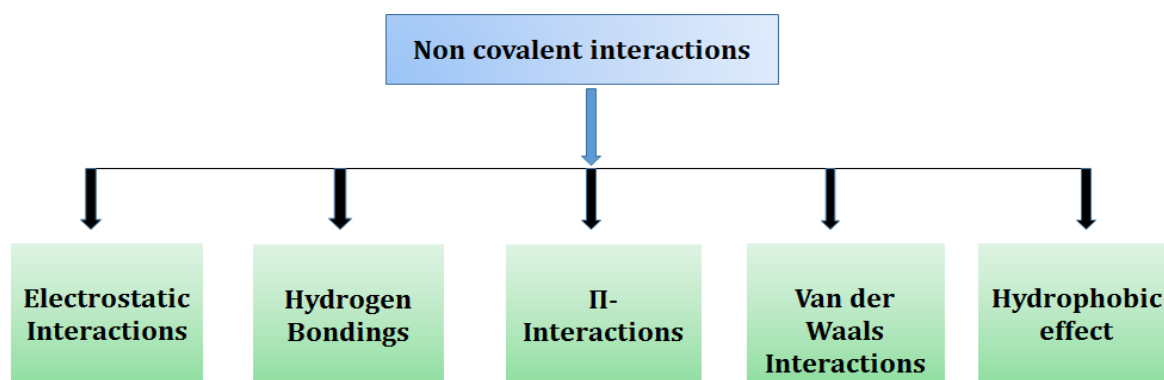 Non covalent interactions
Electrostatic
Interactions
Hydrogen
Bondings
Π-
Interactions
Van der
Waals
Interactions
Hydrophobic
effect